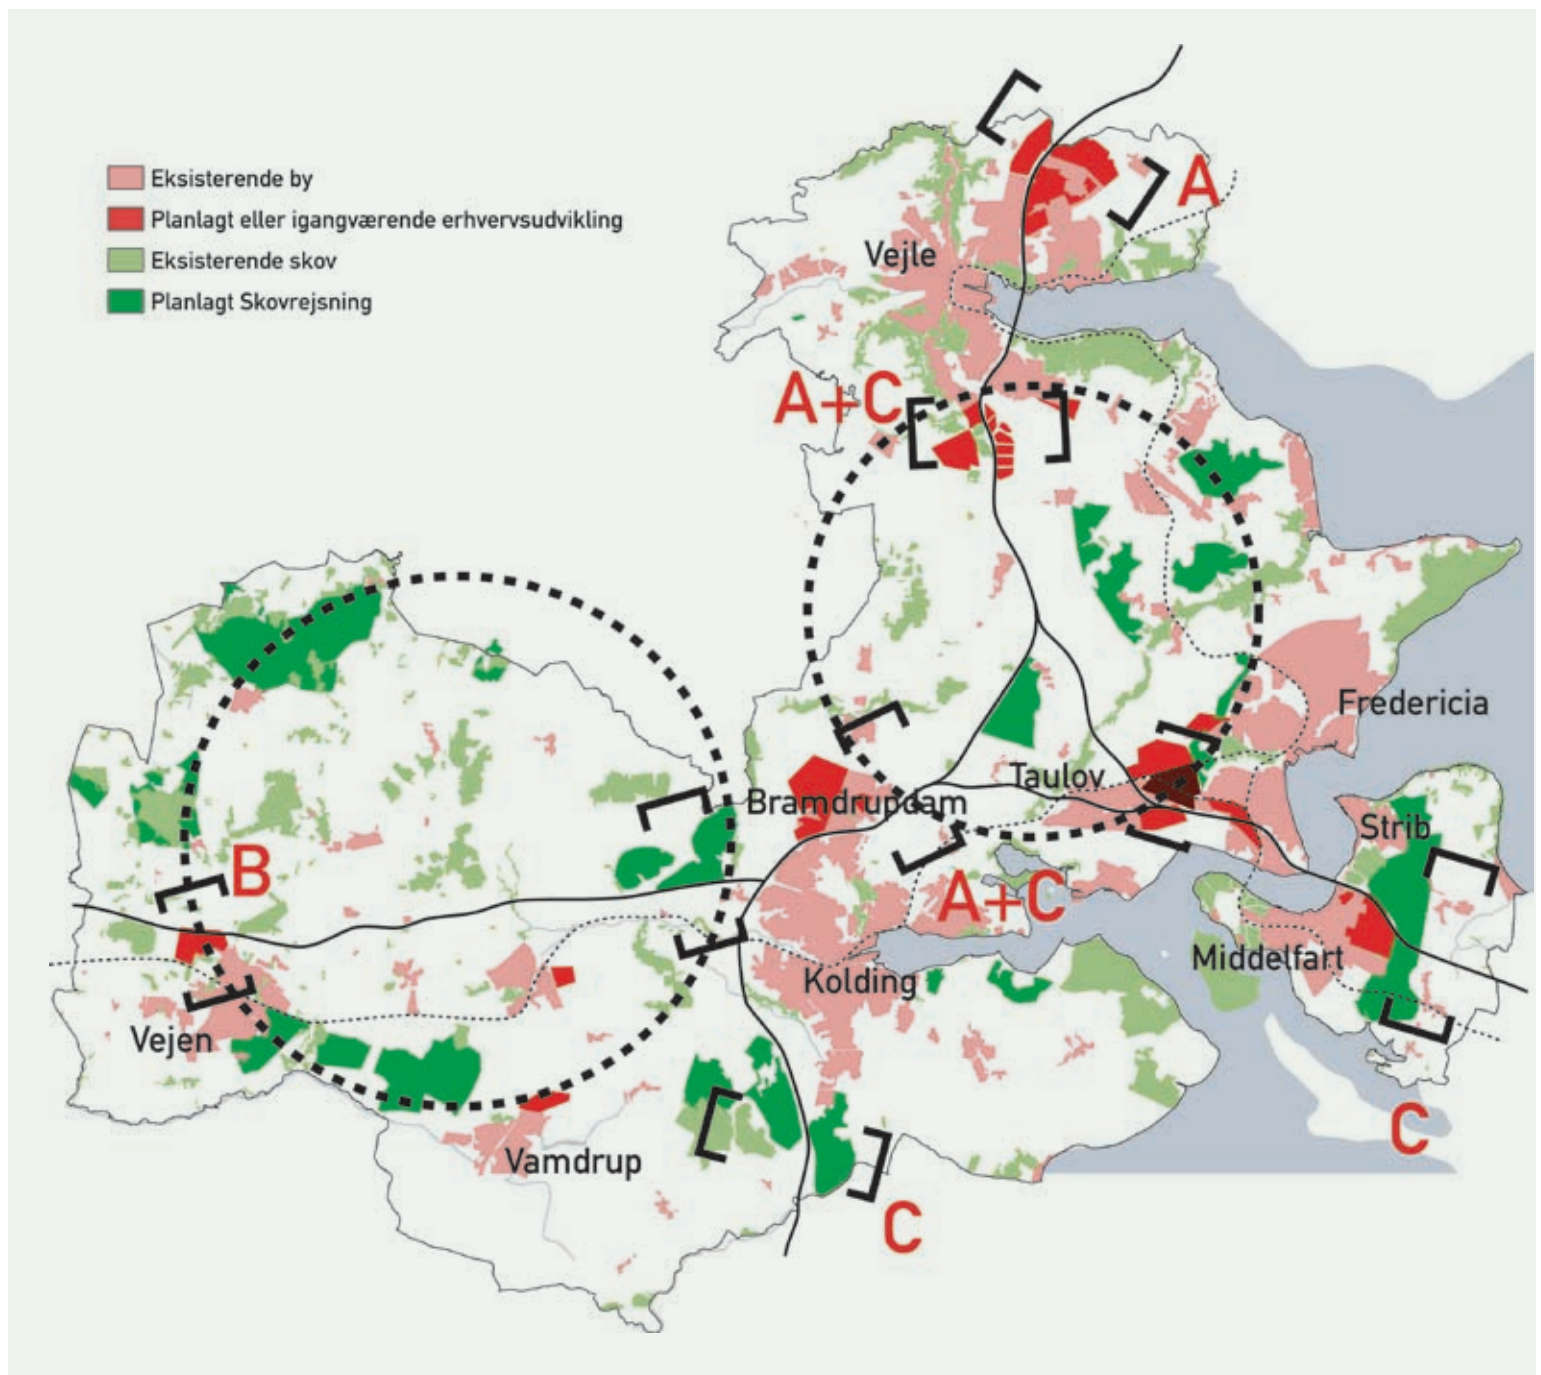 Eksisterende by
Planlagt eller igangværende erhvervsudvikling
Eksisterende skov
Planlagt Skovrejsning
A
Vejle
A+C
Fredericia
Taulov
Bramdrupdam
Strib
B
A+C
Middelfart
Kolding
Vejen
C
Vamdrup
C